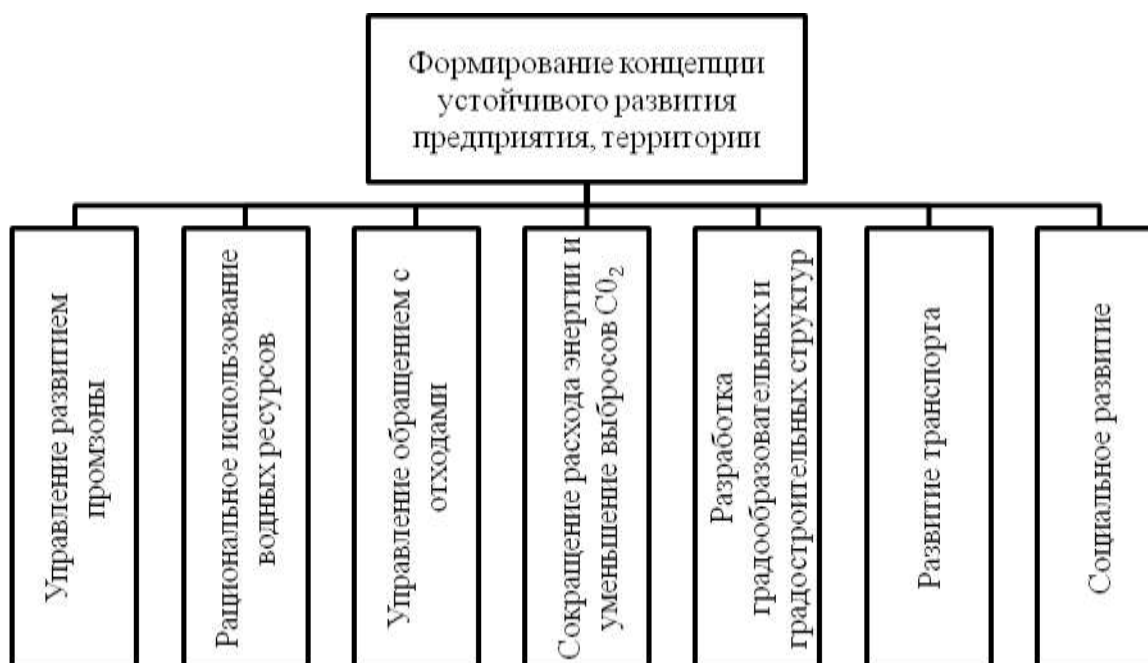 Формирование концепции
устойчивого развития
предприятия, территории
Управление развитием
промзоны
Рациональное использование
водных ресурсов
Управление обращением с
отходами
Сокращение расхода энергии и
уменьшение выбросов C0₂
Разработка
градообразовательных и
градостроительных структур
Развитие транспорта
Социальное развитие